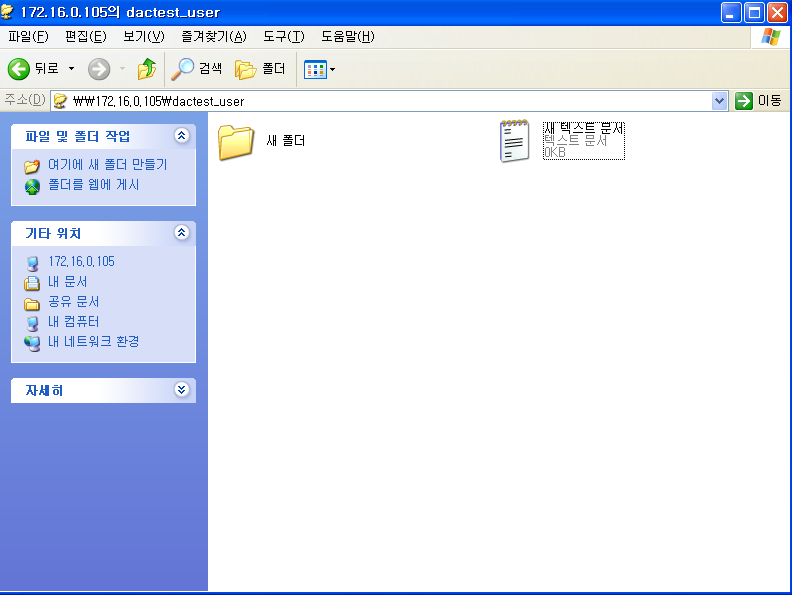 172.16.0.105의 dactest_user
파일(F) 편집(E) 보기(V) 즐겨찾기(A) 도구(T) 도움말(H)
뒤로 검색 폴더
주소(D) ₩₩172.16.0.105₩dactest_user 이동
파일 및 폴더 작업
여기에 새 폴더 만들기
폴더를 웹에 게시
기타 위치
172.16.0.105
내 문서
공유 문서
내 컴퓨터
내 네트워크 환경
자세히
새 폴더
새 텍스트 문서
텍스트 문서
0KB